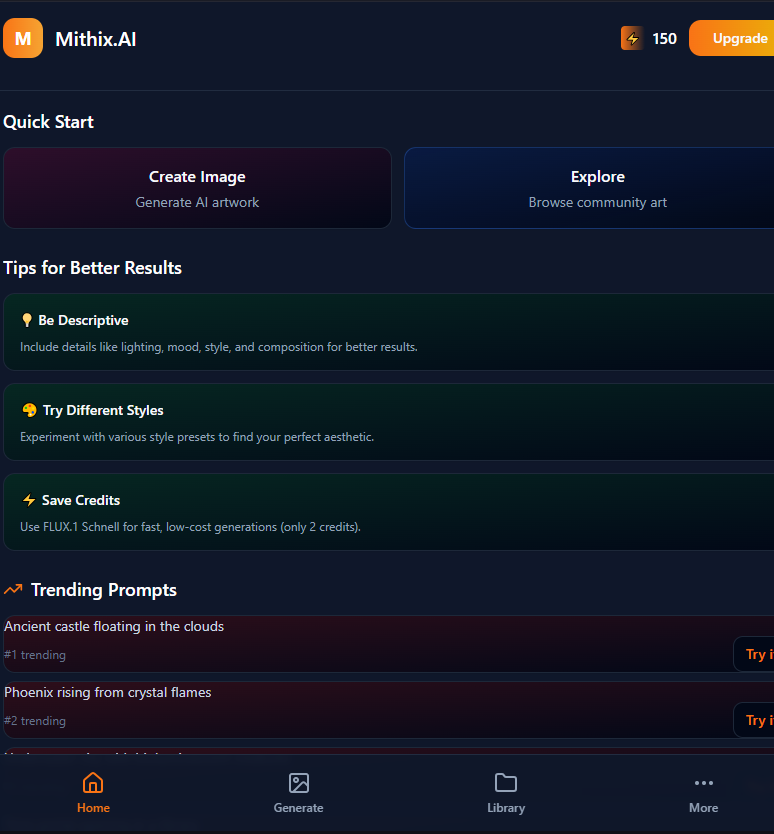 M Mithix.AI 150 Upgrade
Quick Start
Create Image
Generate AI artwork
Explore
Browse community art
Tips for Better Results
Be Descriptive
Include details like lighting, mood, style, and composition for better results.
Try Different Styles
Experiment with various style presets to find your perfect aesthetic.
Save Credits
Use FLUX.1 Schnell for fast, low-cost generations (only 2 credits).
Trending Prompts
Ancient castle floating in the clouds
#1 trending
Try
Phoenix rising from crystal flames
#2 trending
Try
Home Generate Library More